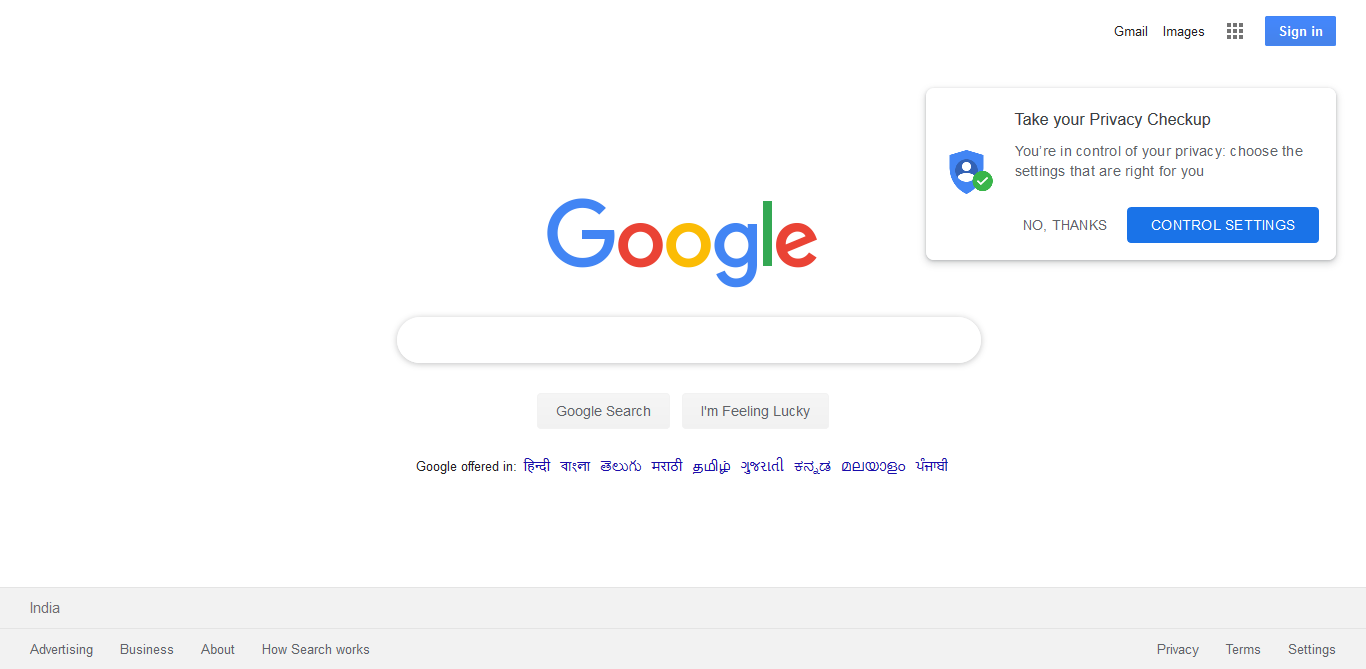 Gmail Images Sign in
Take your Privacy Checkup
You're in control of your privacy: choose the
settings that are right for you
NO, THANKS CONTROL SETTINGS
Google
Google Search I'm Feeling Lucky
Google offered in: हिन्दी বাংলা తెలుగు मराठी தமிழ் ગુજરાતી ಕನ್ನಡ മലയാളം ਪੰਜਾਬੀ
India
Advertising Business About How Search works Privacy Terms Settings